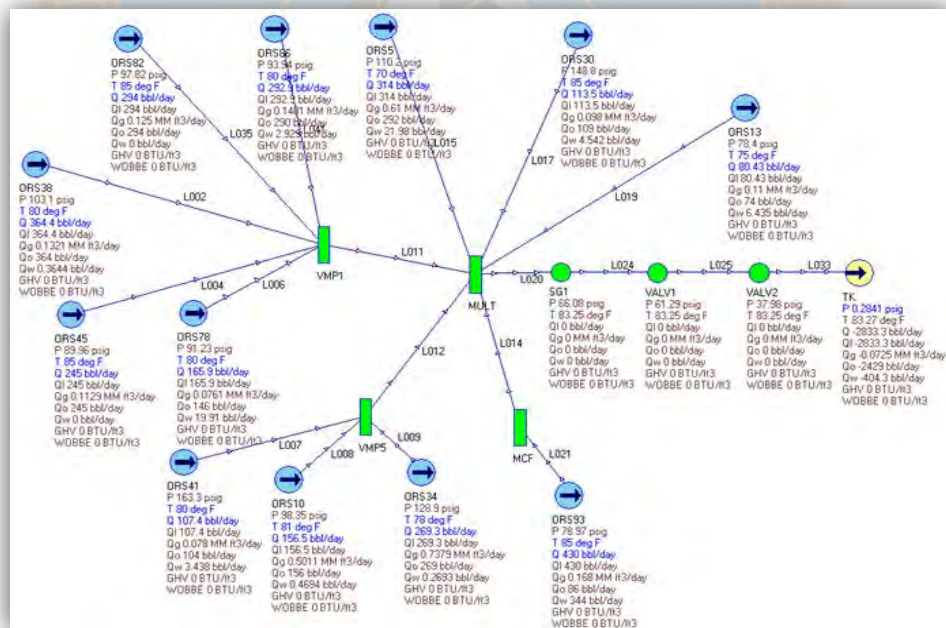 ORS82
P 97.82 psig
T 85 deg F
Q 294 bbl/day
Ql 294 bbl/day
Qg 0.125 MM ft3/day
Qo 294 bbl/day
Qw 0 bbl/day
GHV 0 BTU/ft3
WOBBE 0 BTU/ft3
L035
P 93.94 psig
T 80 deg F
Q 292.9 bbl/day
Ql 292.9 bbl/day
Qo 290 bbl/day
Qw 2.929 bbl/day
GHV 0 BTU/ft3
WOBBE 0 BTU/ft3
ORS5
P 110.2 psig
T 70 deg F
Q 314 bbl/day
Ql 314 bbl/day
Qg 0.61 MM ft3/day
Qo 292 bbl/day
Qw 21.98 bbl/day
GHV 0 BTU/ft3
WOBBE 0 BTU/ft3
L015
ORS30
P 148.8 psig
T 85 deg F
Q 113.5 bbl/day
Ql 113.5 bbl/day
Qg 0.098 MM ft3/day
Qo 109 bbl/day
Qw 4.542 bbl/day
GHV 0 BTU/ft3
WOBBE 0 BTU/ft3
L017
ORS13
P 78.4 psig
T 75 deg F
Q 80.43 bbl/day
Ql 80.43 bbl/day
Qg 0.11 MM ft3/day
Qo 74 bbl/day
Qw 6.435 bbl/day
GHV 0 BTU/ft3
WOBBE 0 BTU/ft3
L019
ORS38
P 103.1 psig
T 80 deg F
Q 364.4 bbl/day
Ql 364.4 bbl/day
Qg 0.1321 MM ft3/day
Qo 364 bbl/day
Qw 0.3644 bbl/day
GHV 0 BTU/ft3
WOBBE 0 BTU/ft3
L002
L004
L006
VMP1
L011
MULT
L020
SG1
P 66.08 psig
T 83.25 deg F
Ql 0 bbl/day
Qg 0 MM ft3/day
Qo 0 bbl/day
Qw 0 bbl/day
GHV 0 BTU/ft3
WOBBE 0 BTU/ft3
L024
VALV1
P 61.29 psig
T 83.25 deg F
Ql 0 bbl/day
Qg 0 MM ft3/day
Qo 0 bbl/day
Qw 0 bbl/day
GHV 0 BTU/ft3
WOBBE 0 BTU/ft3
L025
VALV2
P 37.98 psig
T 83.25 deg F
Ql 0 bbl/day
Qg 0 MM ft3/day
Qo 0 bbl/day
Qw 0 bbl/day
GHV 0 BTU/ft3
WOBBE 0 BTU/ft3
L033
TK
P 0.2841 psig
T 83.27 deg F
Q -2833.3 bbl/day
Ql -2833.3 bbl/day
Qg -0.0725 MM ft3/day
Qo -2429 bbl/day
Qw -404.3 bbl/day
GHV 0 BTU/ft3
WOBBE 0 BTU/ft3
ORS45
P 89.96 psig
T 85 deg F
Q 245 bbl/day
Ql 245 bbl/day
Qg 0.1129 MM ft3/day
Qo 245 bbl/day
Qw 0 bbl/day
GHV 0 BTU/ft3
WOBBE 0 BTU/ft3
ORS78
P 91.23 psig
T 80 deg F
Q 165.9 bbl/day
Ql 165.9 bbl/day
Qg 0.0761 MM ft3/day
Qo 146 bbl/day
Qw 19.91 bbl/day
GHV 0 BTU/ft3
WOBBE 0 BTU/ft3
L012
L014
L007
L008
L009
VMP5
MCF
L021
ORS41
P 163.3 psig
T 80 deg F
Q 107.4 bbl/day
Ql 107.4 bbl/day
Qg 0.078 MM ft3/day
Qo 104 bbl/day
Qw 3.438 bbl/day
GHV 0 BTU/ft3
WOBBE 0 BTU/ft3
ORS10
P 98.35 psig
T 81 deg F
Q 156.5 bbl/day
Ql 156.5 bbl/day
Qg 0.5011 MM ft3/day
Qo 156 bbl/day
Qw 0.4694 bbl/day
GHV 0 BTU/ft3
WOBBE 0 BTU/ft3
ORS34
P 128.9 psig
T 78 deg F
Q 269.3 bbl/day
Ql 269.3 bbl/day
Qg 0.7379 MM ft3/day
Qo 269 bbl/day
Qw 0.2693 bbl/day
GHV 0 BTU/ft3
WOBBE 0 BTU/ft3
ORS93
P 78.97 psig
T 85 deg F
Q 430 bbl/day
Ql 430 bbl/day
Qg 0.168 MM ft3/day
Qo 86 bbl/day
Qw 344 bbl/day
GHV 0 BTU/ft3
WOBBE 0 BTU/ft3